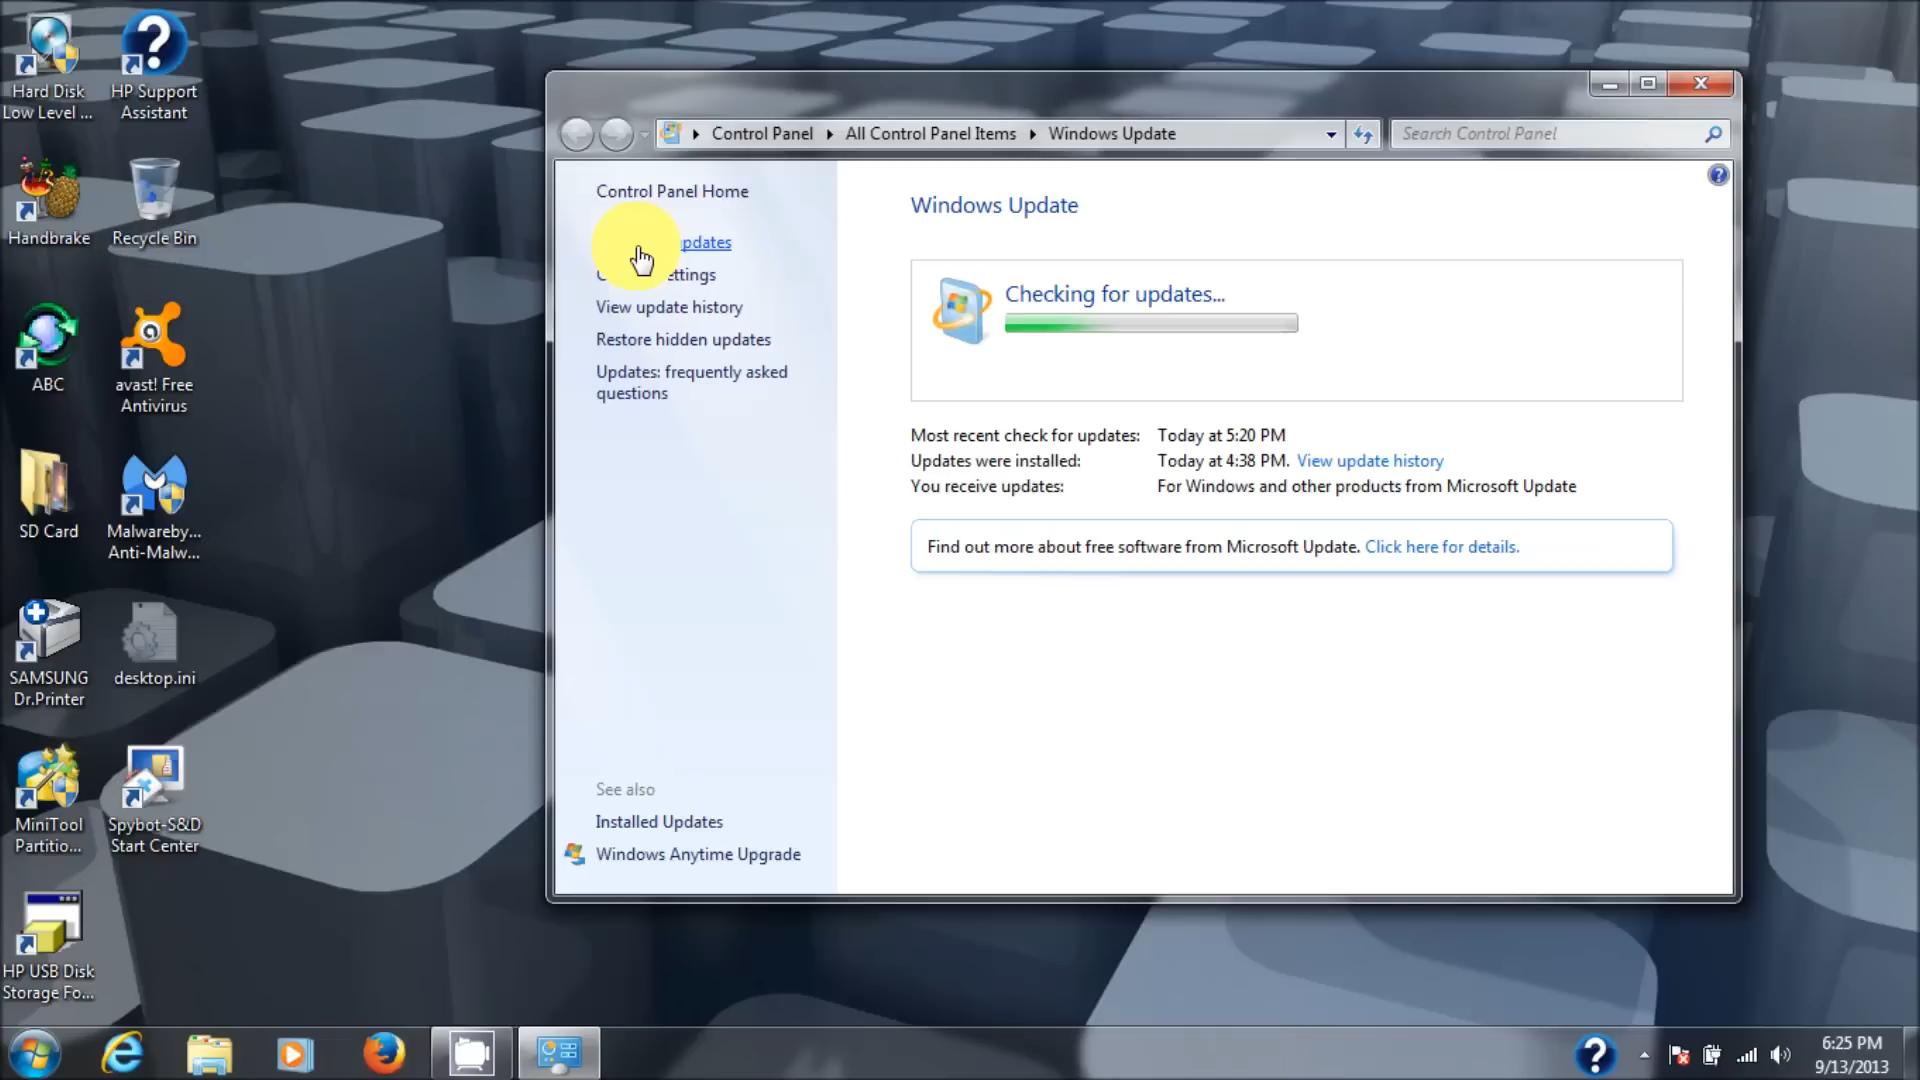 Hard Disk
Low Level ...
HP Support
Assistant
Handbrake
Recycle Bin
ABC
avast! Free
Antivirus
SD Card
Malwareby...
Anti-Malw...
SAMSUNG
Dr.Printer
desktop.ini
MiniTool
Partitio...
Spybot-S&D
Start Center
HP USB Disk
Storage Fo...
Control Panel
All Control Panel Items
Windows Update
Search Control Panel
Control Panel Home
updates
View update history
Restore hidden updates
Updates: frequently asked
questions
See also
Installed Updates
Windows Anytime Upgrade
Windows Update
Checking for updates...
Most recent check for updates: Today at 5:20 PM
Updates were installed: Today at 4:38 PM. View update history
You receive updates: For Windows and other products from Microsoft Update
Find out more about free software from Microsoft Update. Click here for details.
6:25 PM
9/13/2013